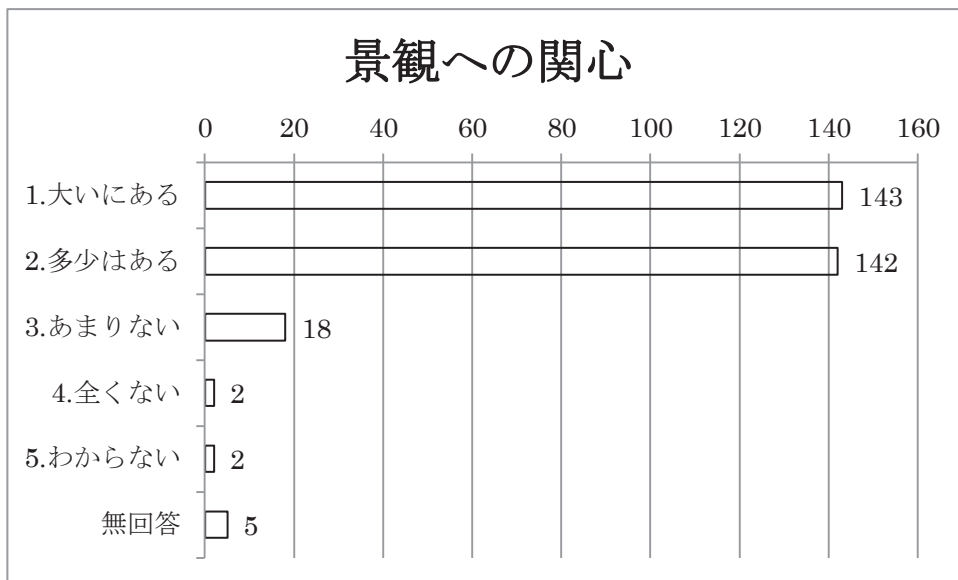 景観への関心
0 20 40 60 80 100 120 140 160
1.大いにある 143
2.多少はある 142
3.あまりない 18
4.全くない 2
5.わからない 2
無回答 5